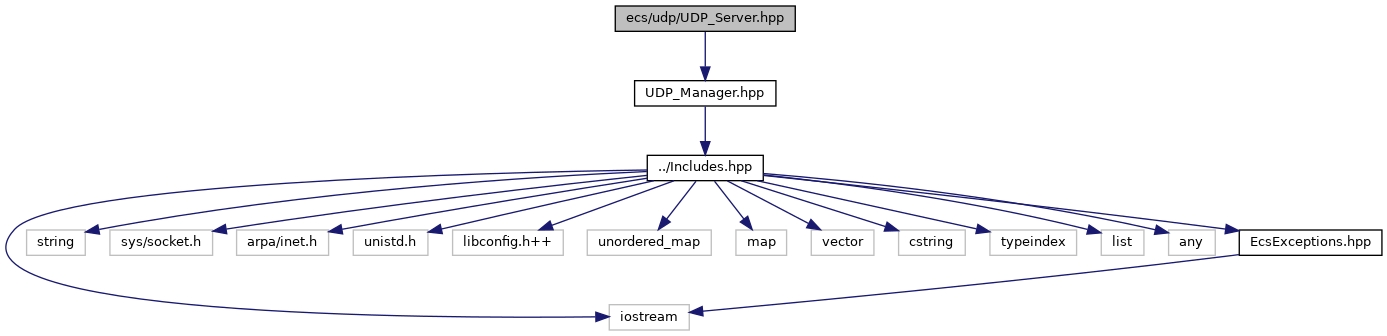 ecs/udp/UDP_Server.hpp
UDP_Manager.hpp
../Includes.hpp
string
sys/socket.h
arpa/inet.h
unistd.h
libconfig.h++
unordered_map
map
vector
cstring
typeindex
list
any
EcsExceptions.hpp
iostream